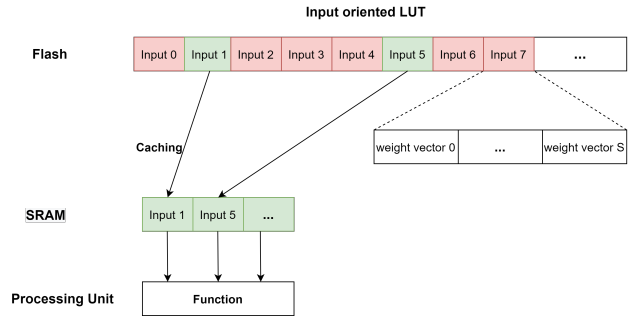 Input oriented LUT
Flash
Input 0
Input 1
Input 2
Input 3
Input 4
Input 5
Input 6
Input 7
...
Caching
weight vector 0
...
weight vector S
SRAM
Input 1
Input 5
...
Processing Unit
Function